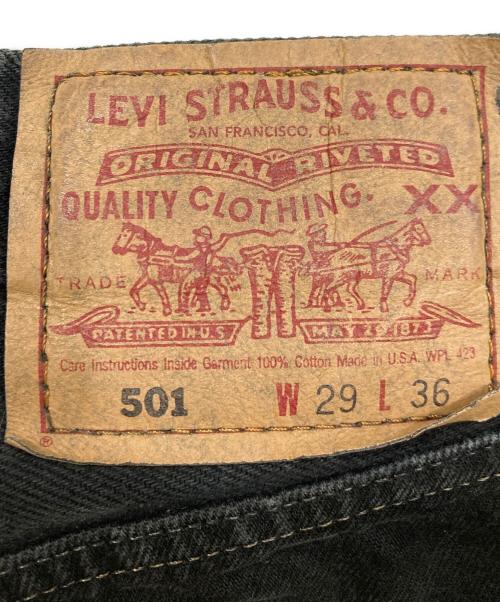 LEVI STRAUSS & CO.
SAN FRANCISCO, CAL.
ORIGINAL RIVETED
QUALITY CLOTHING. XX
TRADE MARK
PATENTED IN U.S. MAY 20 1873
Care Instructions Inside Garment 100% Cotton Made in U.S.A. WPL 423
501 W 29 L 36
®